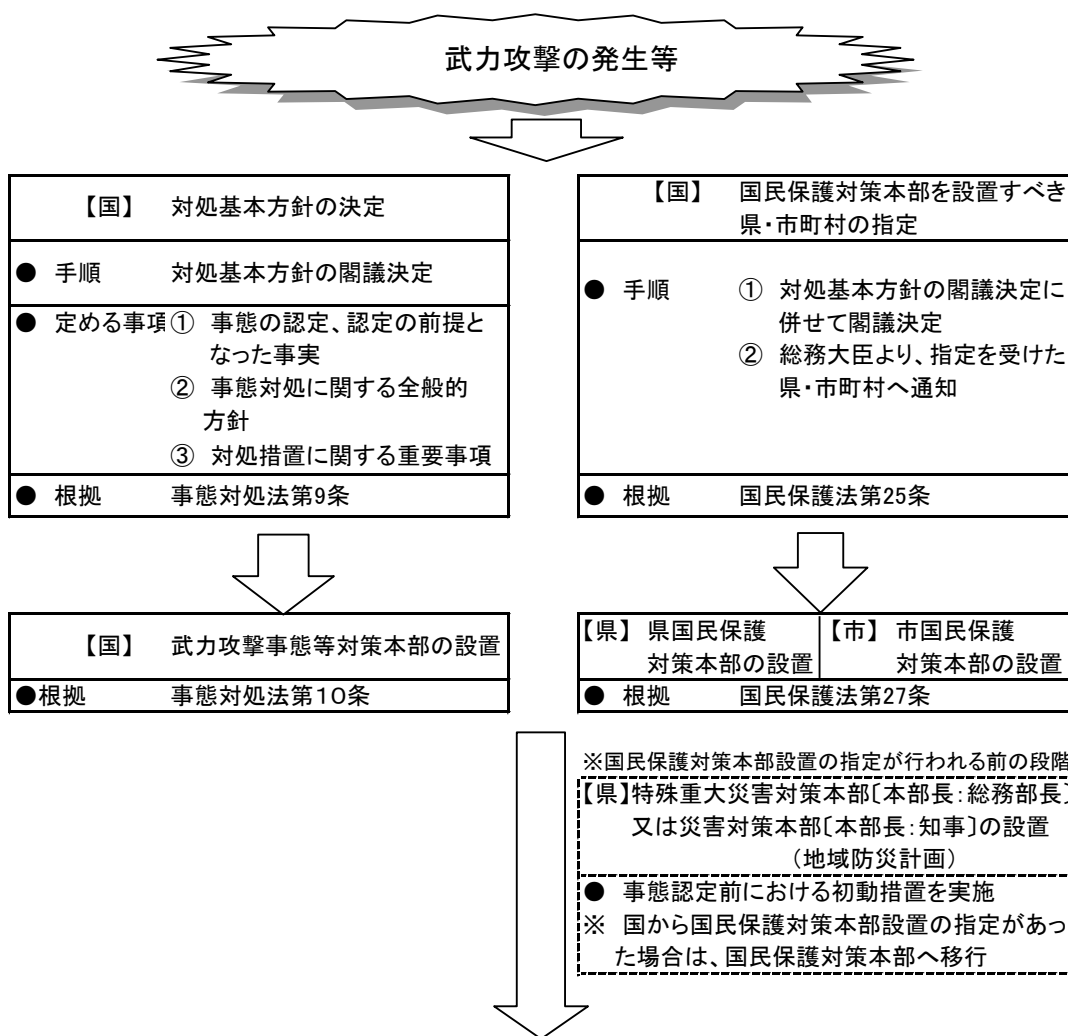 武力攻撃の発生等
【国】 対処基本方針の決定
● 手順 対処基本方針の閣議決定
● 定める事項 ① 事態の認定、認定の前提と
なった事実
② 事態対処に関する全般的
方針
③ 対処措置に関する重要事項
● 根拠 事態対処法第9条
【国】 国民保護対策本部を設置すべき
県・市町村の指定
● 手順 ① 対処基本方針の閣議決定に
併せて閣議決定
② 総務大臣より、指定を受けた
県・市町村へ通知
● 根拠 国民保護法第25条
【国】 武力攻撃事態等対策本部の設置
●根拠 事態対処法第10条
【県】 県国民保護
対策本部の設置
【市】 市国民保護
対策本部の設置
● 根拠 国民保護法第27条
※国民保護対策本部設置の指定が行われる前の段階
【県】特殊重大災害対策本部〔本部長:総務部長〕
又は災害対策本部〔本部長:知事〕の設置
(地域防災計画)
● 事態認定前における初動措置を実施
※ 国から国民保護対策本部設置の指定があっ
た場合は、国民保護対策本部へ移行